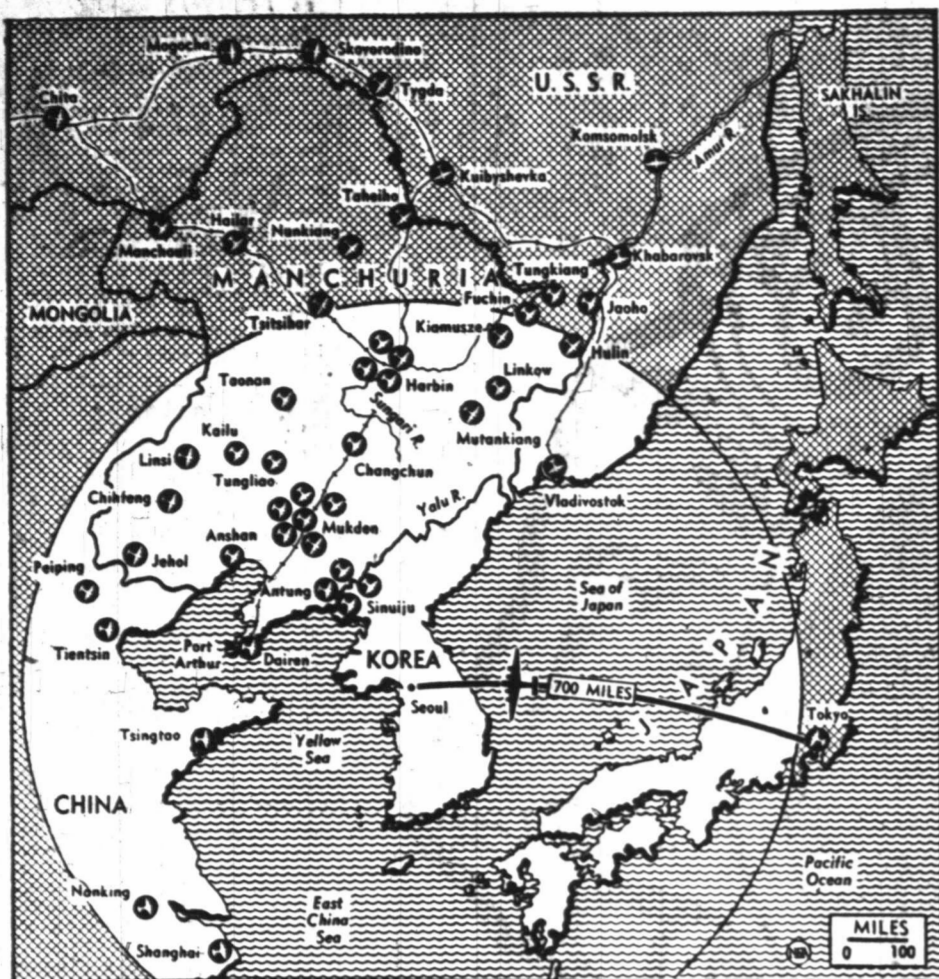 Mogocha
Skovorodino
Tygda
U.S.S.R.
SAKHALIN
IS.
Chita
Komsomolsk
Amur R.
Kuibyshevka
Taheiho
Hailar
Nankiang
Manchouli
Khabarovsk
Tungkiang
MANCHURIA
Fuchin
Jaoho
MONGOLIA
Tsitsihar
Kiamusze
Hulin
Linkow
Harbin
Taonan
Sungari R.
Mutankiang
Kailu
Linsi
Changchun
Tungliao
Vladivostok
Chihfeng
Yalu R.
Mukden
Anshan
Jehol
Peiping
Antung
Sinuiju
Sea of
Japan
JAPAN
Tientsin
Port
Arthur
Dairen
KOREA
700 MILES
Seoul
Tokyo
Tsingtao
Yellow
Sea
CHINA
Pacific
Ocean
Nanking
East
China
Sea
MILES
0 100
Shanghai